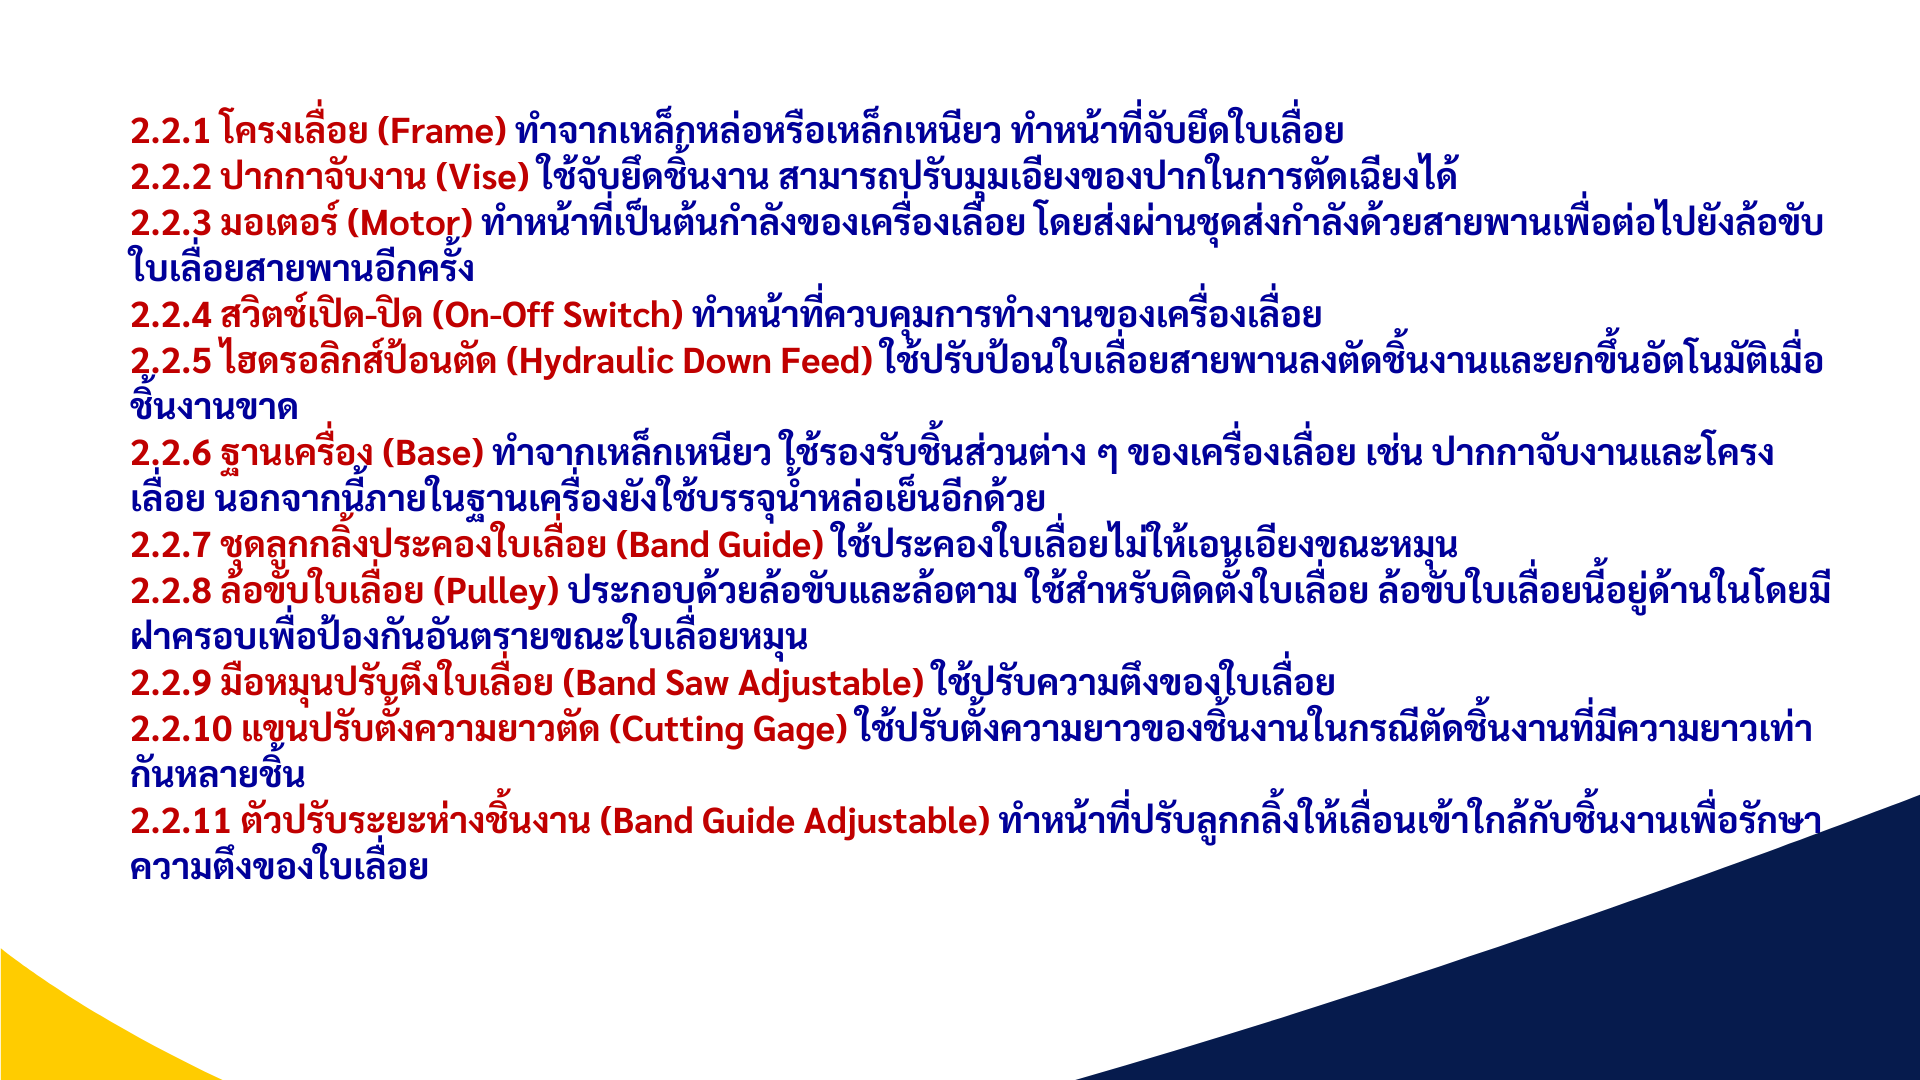 2.2.1 โครงเลื่อย (Frame) ทำจากเหล็กหล่อหรือเหล็กเหนียว ทำหน้าที่จับยึดใบเลื่อย
2.2.2 ปากกาจับงาน (Vise) ใช้จับยึดชิ้นงาน สามารถปรับมุมเอียงของปากในการตัดเฉียงได้
2.2.3 มอเตอร์ (Motor) ทำหน้าที่เป็นต้นกำลังของเครื่องเลื่อย โดยส่งผ่านชุดส่งกำลังด้วยสายพานเพื่อต่อไปยังล้อขับ
ใบเลื่อยสายพานอีกครั้ง
2.2.4 สวิตช์เปิด-ปิด (On-Off Switch) ทำหน้าที่ควบคุมการทำงานของเครื่องเลื่อย
2.2.5 ไฮดรอลิกส์ป้อนตัด (Hydraulic Down Feed) ใช้ปรับป้อนใบเลื่อยสายพานลงตัดชิ้นงานและยกขึ้นอัตโนมัติเมื่อ
ชิ้นงานขาด
2.2.6 ฐานเครื่อง (Base) ทำจากเหล็กเหนียว ใช้รองรับชิ้นส่วนต่าง ๆ ของเครื่องเลื่อย เช่น ปากกาจับงานและโครง
เลื่อย นอกจากนี้ภายในฐานเครื่องยังใช้บรรจุน้ำหล่อเย็นอีกด้วย
2.2.7 ชุดลูกกลิ้งประคองใบเลื่อย (Band Guide) ใช้ประคองใบเลื่อยไม่ให้เอนเอียงขณะหมุน
2.2.8 ล้อขับใบเลื่อย (Pulley) ประกอบด้วยล้อขับและล้อตาม ใช้สำหรับติดตั้งใบเลื่อย ล้อขับใบเลื่อยนี้อยู่ด้านในโดยมี
ฝาครอบเพื่อป้องกันอันตรายขณะใบเลื่อยหมุน
2.2.9 มือหมุนปรับตึงใบเลื่อย (Band Saw Adjustable) ใช้ปรับความตึงของใบเลื่อย
2.2.10 แขนปรับตั้งความยาวตัด (Cutting Gage) ใช้ปรับตั้งความยาวของชิ้นงานในกรณีตัดชิ้นงานที่มีความยาวเท่า
กันหลายชิ้น
2.2.11 ตัวปรับระยะห่างชิ้นงาน (Band Guide Adjustable) ทำหน้าที่ปรับลูกกลิ้งให้เลื่อนเข้าใกล้กับชิ้นงานเพื่อรักษา
ความตึงของใบเลื่อย